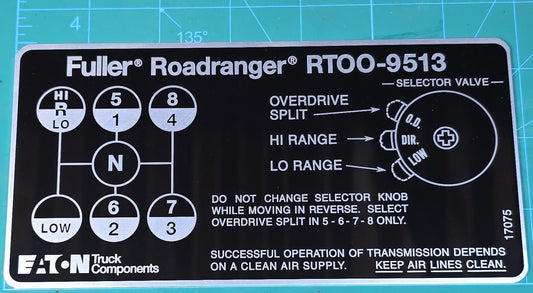 4
135°
Fuller® Roadranger® RTOO-9513
SELECTOR VALVE
HI
R
LO
5
1
8
4
OVERDRIVE
SPLIT
O.D.
HI RANGE
DIR.
LO RANGE
LOW
N
LOW
6
2
7
3
DO NOT CHANGE SELECTOR KNOB
WHILE MOVING IN REVERSE. SELECT
OVERDRIVE SPLIT IN 5 - 6 - 7 - 8 ONLY.
17075
EATON Truck
Components
SUCCESSFUL OPERATION OF TRANSMISSION DEPENDS
ON A CLEAN AIR SUPPLY. KEEP AIR LINES CLEAN.